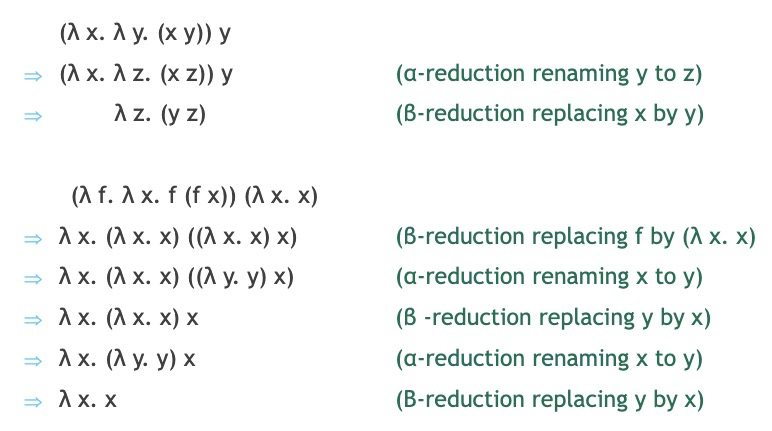 (λ x. λ y. (x y)) y
⇒ (λ x. λ z. (x z)) y (α-reduction renaming y to z)
⇒ λ z. (y z) (β-reduction replacing x by y)
(λ f. λ x. f (f x)) (λ x. x)
⇒ λ x. (λ x. x) ((λ x. x) x) (β-reduction replacing f by (λ x. x)
⇒ λ x. (λ x. x) ((λ y. y) x) (α-reduction renaming x to y)
⇒ λ x. (λ x. x) x (β -reduction replacing y by x)
⇒ λ x. (λ y. y) x (α-reduction renaming x to y)
⇒ λ x. x (β-reduction replacing y by x)